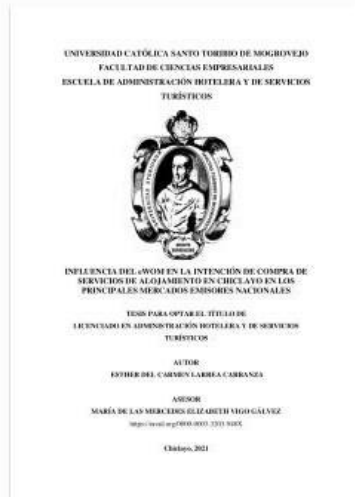 UNIVERSIDAD CATÓLICA SANTO TORIBIO DE MOGROVEJO
FACULTAD DE CIENCIAS EMPRESARIALES
ESCUELA DE ADMINISTRACIÓN HOTELERA Y DE SERVICIOS
TURÍSTICOS
INFLUENCIA DEL eWOM EN LA INTENCIÓN DE COMPRA DE
SERVICIOS DE ALOJAMIENTO EN CHICLAYO EN LOS
PRINCIPALES MERCADOS EMISORES NACIONALES
TESIS PARA OPTAR EL TÍTULO DE
LICENCIADO EN ADMINISTRACIÓN HOTELERA Y DE SERVICIOS
TURÍSTICOS
AUTOR
ESTHER DEL CARMEN LARREA CARRANZA
ASESOR
MARÍA DE LAS MERCEDES ELIZABETH VIGO GÁLVEZ
Chiclayo, 2021